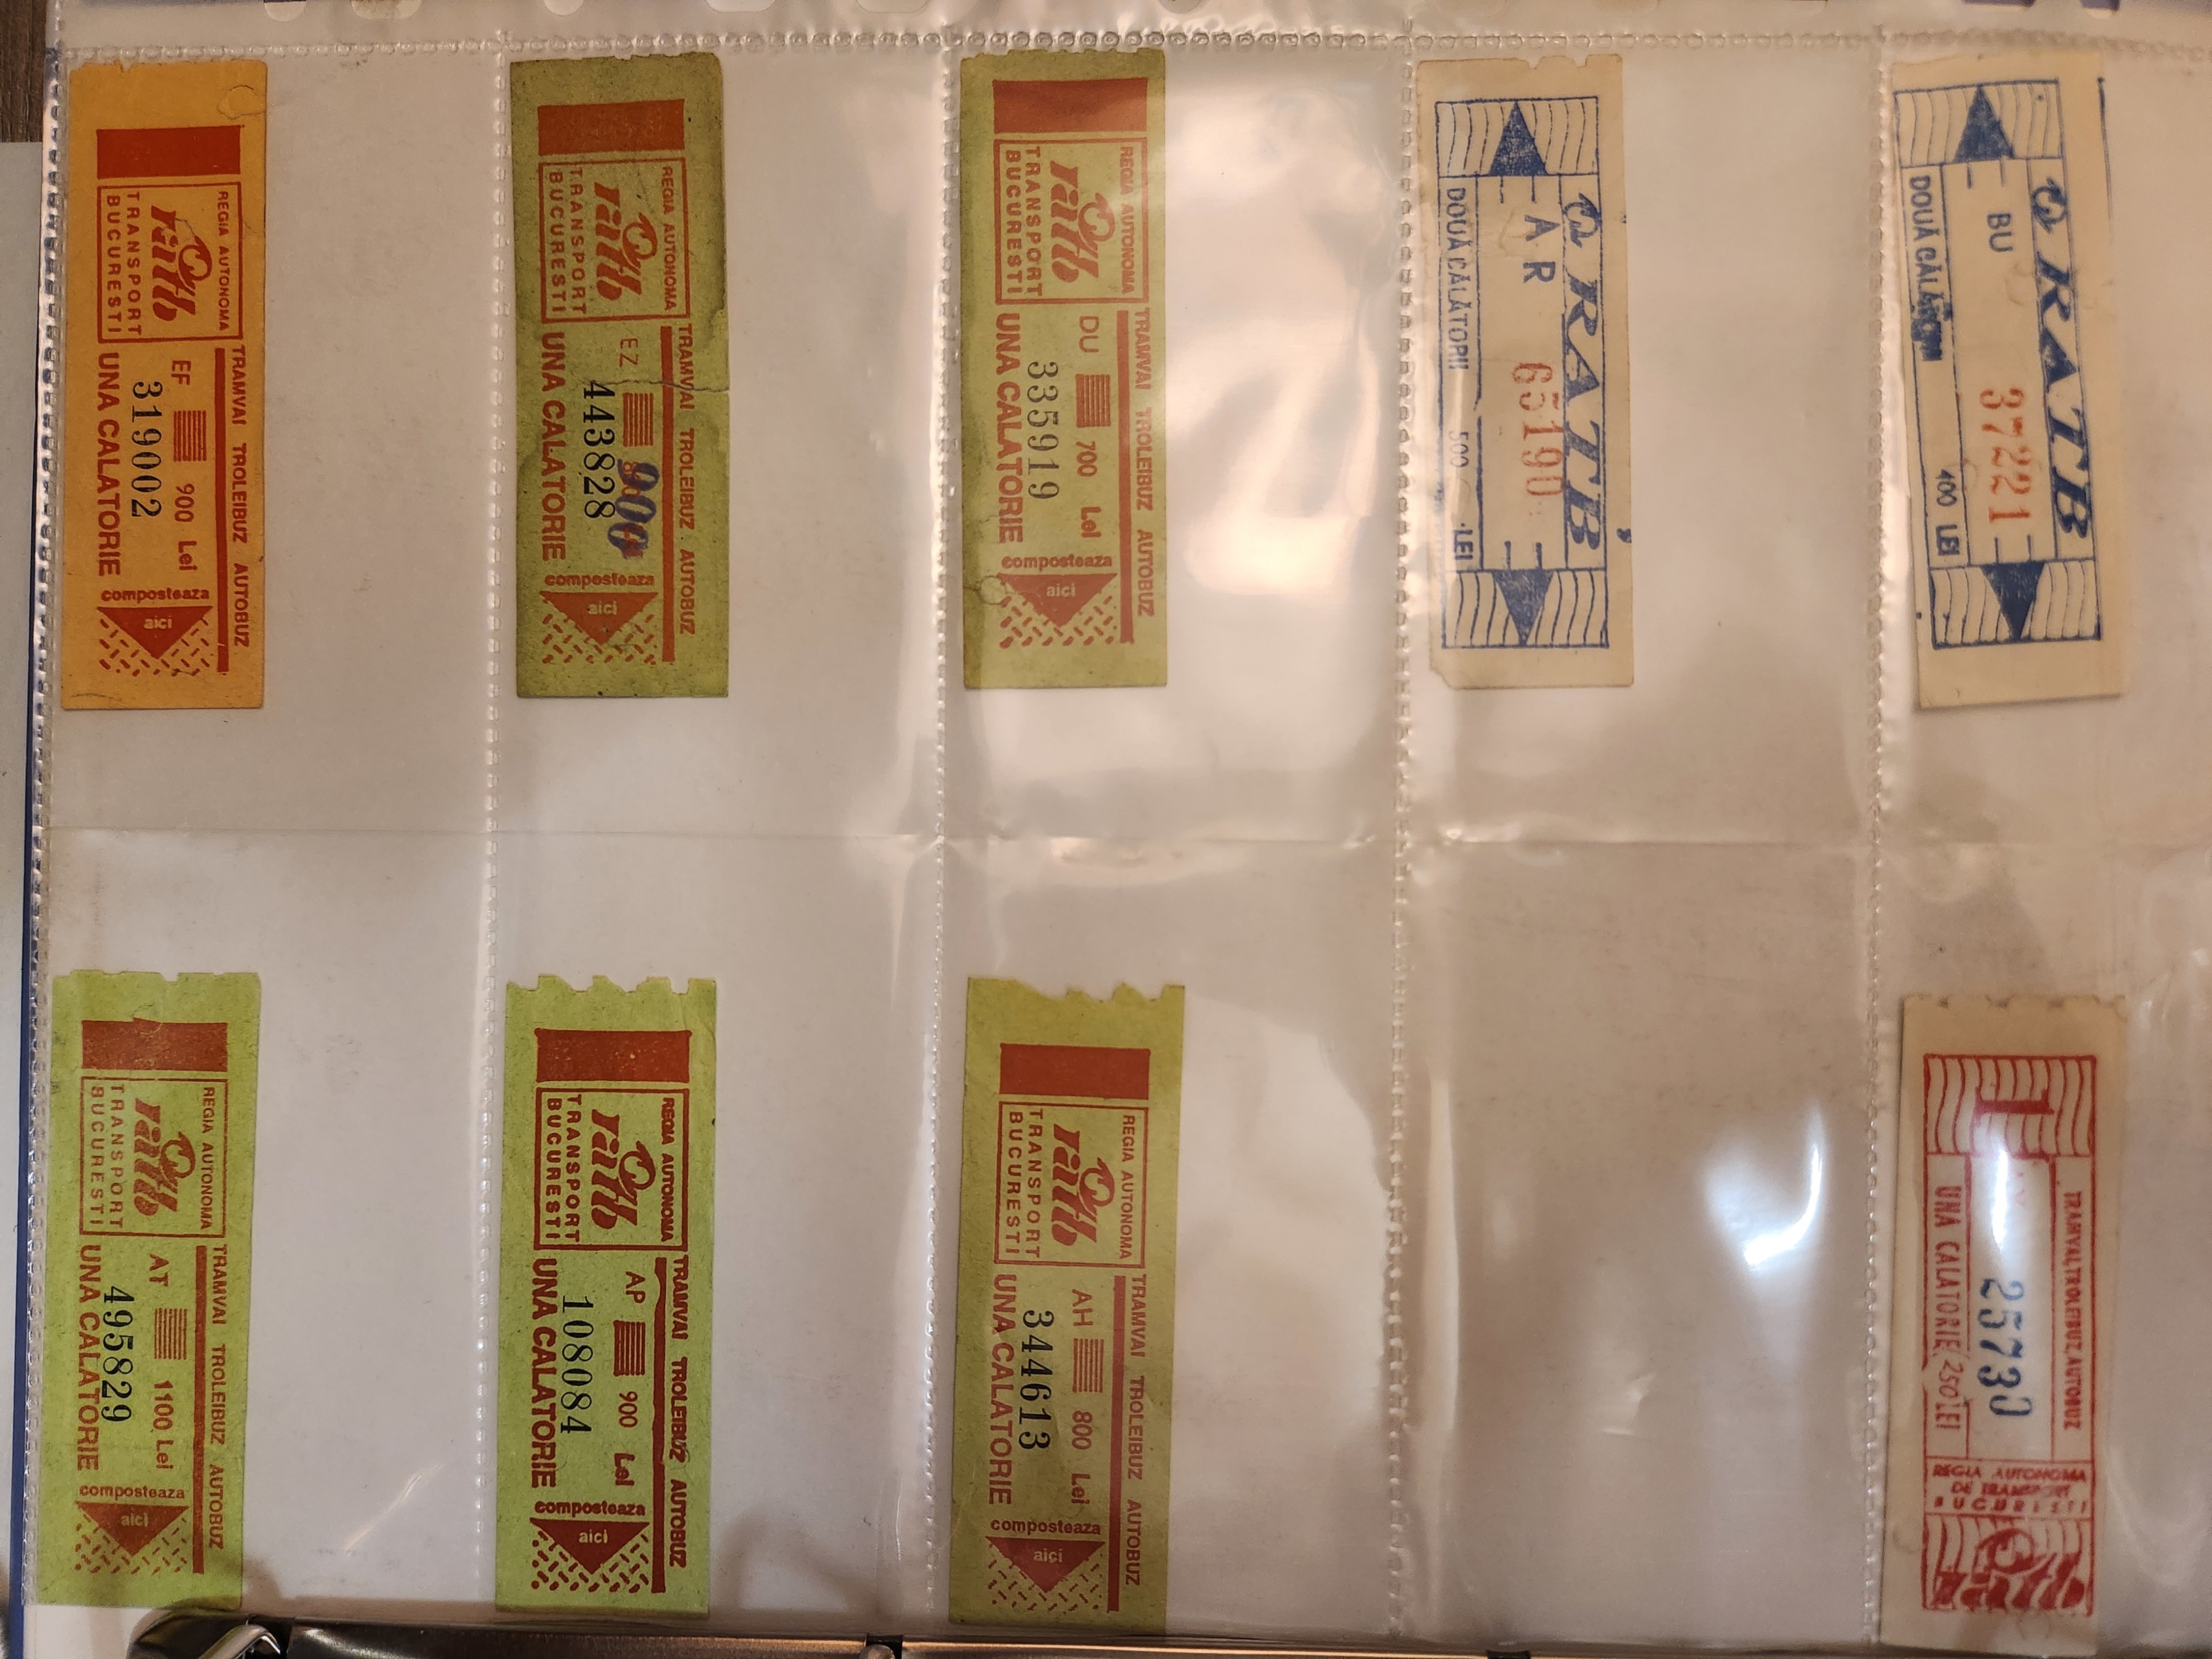 REGIA AUTONOMA
ratb
TRANSPORT
BUCURESTI
TRAMVAI TROLEIBUZ AUTOBUZ
EF 900 Lei
319002
UNA CALATORIE
composteaza
aici
REGIA AUTONOMA
ratb
TRANSPORT
BUCURESTI
TRAMVAI TROLEIBUZ AUTOBUZ
EZ 900
443828
UNA CALATORIE
composteaza
aici
REGIA AUTONOMA
ratb
TRANSPORT
BUCURESTI
TRAMVAI TROLEIBUZ AUTOBUZ
DU 700 Lei
335919
UNA CALATORIE
composteaza
aici
RATB
AR 65190
DOUĂ CĂLĂTORII 500 LEI
RATB
BU 37221
DOUĂ 400 LEI
REGIA AUTONOMA
ratb
TRANSPORT
BUCURESTI
TRAMVAI TROLEIBUZ AUTOBUZ
AT 1100 Lei
495829
UNA CALATORIE
composteaza
aici
REGIA AUTONOMA
ratb
TRANSPORT
BUCURESTI
TRAMVAI TROLEIBUZ AUTOBUZ
AP 900 Lei
108084
UNA CALATORIE
composteaza
aici
REGIA AUTONOMA
ratb
TRANSPORT
BUCURESTI
TRAMVAI TROLEIBUZ AUTOBUZ
AH 800 Lei
344613
UNA CALATORIE
composteaza
aici
TRAMVAI,TROLEIBUZ,AUTOBUZ
25730
UNA CALATORIE 250 LEI
REGIA AUTONOMA
DE TRANSPORT
BUCURESTI
ratb